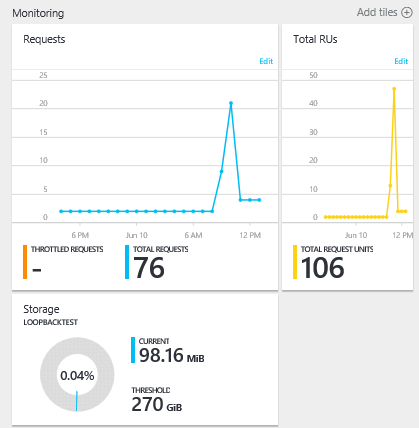 Monitoring
Add tiles
Requests
Edit
25
20
15
10
5
0
6 PM Jun 10 6 AM 12 PM
THROTTLED REQUESTS
-
TOTAL REQUESTS
76
Total RUs
Edit
50
40
30
20
10
0
Jun 10 12 PM
TOTAL REQUEST UNITS
106
Storage
LOOPBACKTEST
0.04%
CURRENT
98.16 MiB
THRESHOLD
270 GiB